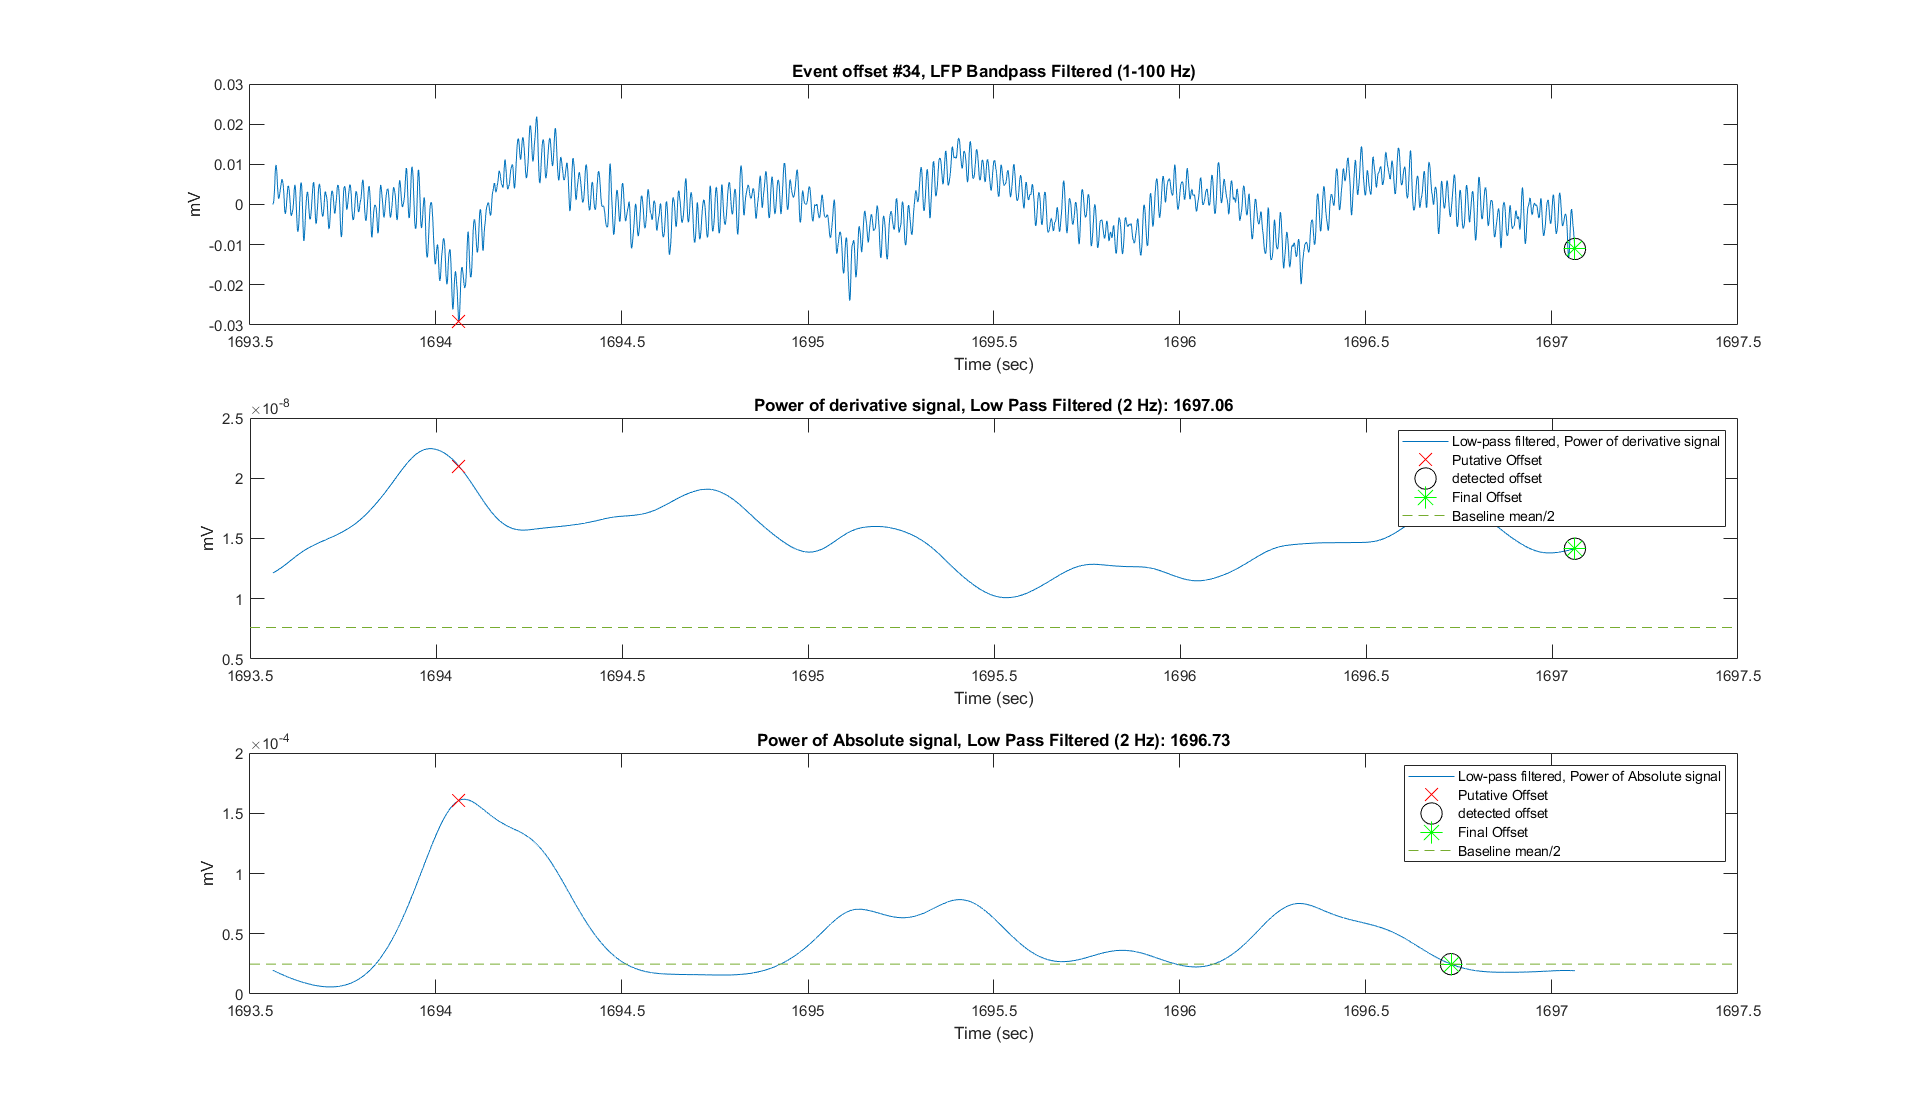 Event offset #34, LFP Bandpass Filtered (1-100 Hz)
0.03
0.02
0.01
0
-0.01
-0.02
-0.03
mV
1693.5 1694 1694.5 1695 1695.5 1696 1696.5 1697 1697.5
Time (sec)
Power of derivative signal, Low Pass Filtered (2 Hz): 1697.06
×10-8
2.5
2
1.5
1
0.5
mV
Low-pass filtered, Power of derivative signal
Putative Offset
detected offset
Final Offset
Baseline mean/2
1693.5 1694 1694.5 1695 1695.5 1696 1696.5 1697 1697.5
Time (sec)
Power of Absolute signal, Low Pass Filtered (2 Hz): 1696.73
×10-4
2
1.5
1
0.5
0
mV
Low-pass filtered, Power of Absolute signal
Putative Offset
detected offset
Final Offset
Baseline mean/2
1693.5 1694 1694.5 1695 1695.5 1696 1696.5 1697 1697.5
Time (sec)